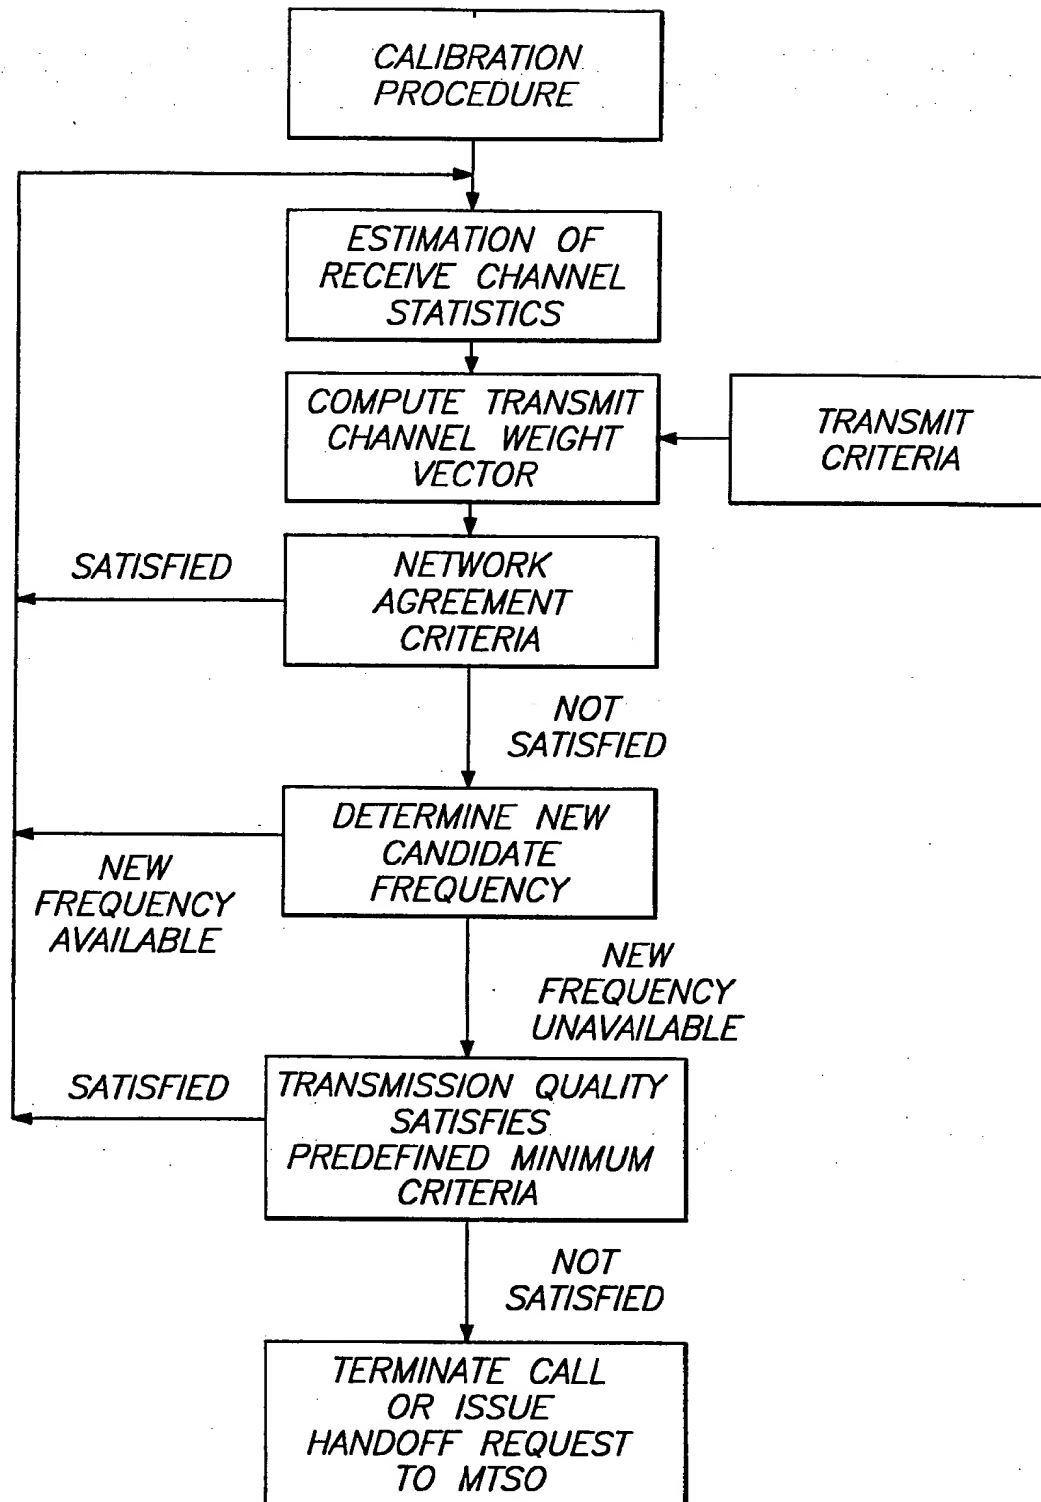 CALIBRATION
PROCEDURE
ESTIMATION OF
RECEIVE CHANNEL
STATISTICS
COMPUTE TRANSMIT
CHANNEL WEIGHT
VECTOR
TRANSMIT
CRITERIA
SATISFIED
NETWORK
AGREEMENT
CRITERIA
NOT
SATISFIED
DETERMINE NEW
CANDIDATE
FREQUENCY
NEW
FREQUENCY
AVAILABLE
NEW
FREQUENCY
UNAVAILABLE
SATISFIED
TRANSMISSION QUALITY
SATISFIES
PREDEFINED MINIMUM
CRITERIA
NOT
SATISFIED
TERMINATE CALL
OR ISSUE
HANDOFF REQUEST
TO MTSO